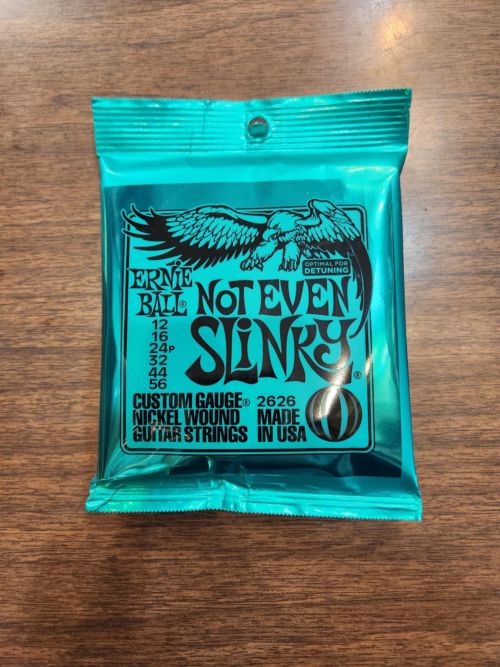 OPTIMAL FOR
DETUNING
ERNIE
BALL®
NOT EVEN
SLINKY®
12
16
24P
32
44
56
CUSTOM GAUGE®
NICKEL WOUND
GUITAR STRINGS
2626
MADE
IN USA